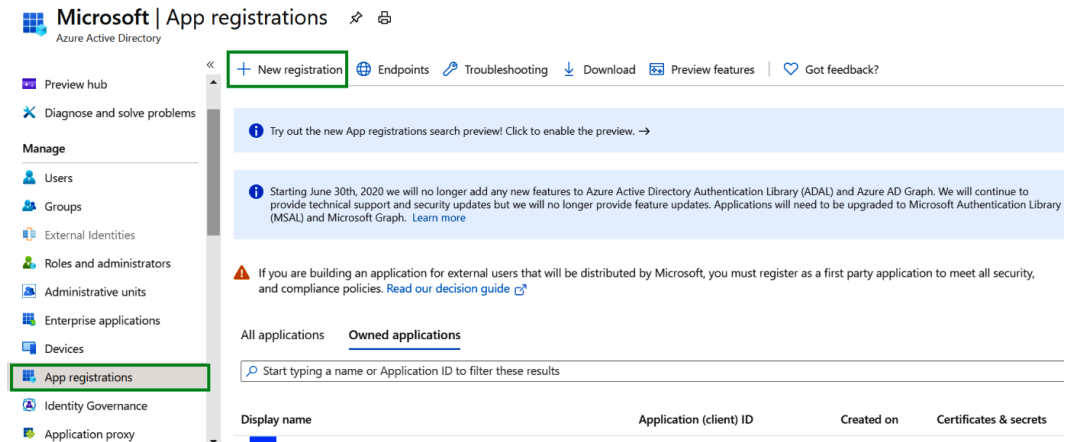 Microsoft | App registrations
Azure Active Directory
«
+ New registration Endpoints Troubleshooting Download Preview features Got feedback?
Preview hub
Diagnose and solve problems
Manage
Users
Groups
External Identities
Roles and administrators
Administrative units
Enterprise applications
Devices
App registrations
Identity Governance
Application proxy
Try out the new App registrations search preview! Click to enable the preview. →
Starting June 30th, 2020 we will no longer add any new features to Azure Active Directory Authentication Library (ADAL) and Azure AD Graph. We will continue to
provide technical support and security updates but we will no longer provide feature updates. Applications will need to be upgraded to Microsoft Authentication Library
(MSAL) and Microsoft Graph. Learn more
If you are building an application for external users that will be distributed by Microsoft, you must register as a first party application to meet all security,
and compliance policies. Read our decision guide
All applications Owned applications
Start typing a name or Application ID to filter these results
Display name Application (client) ID Created on Certificates & secrets